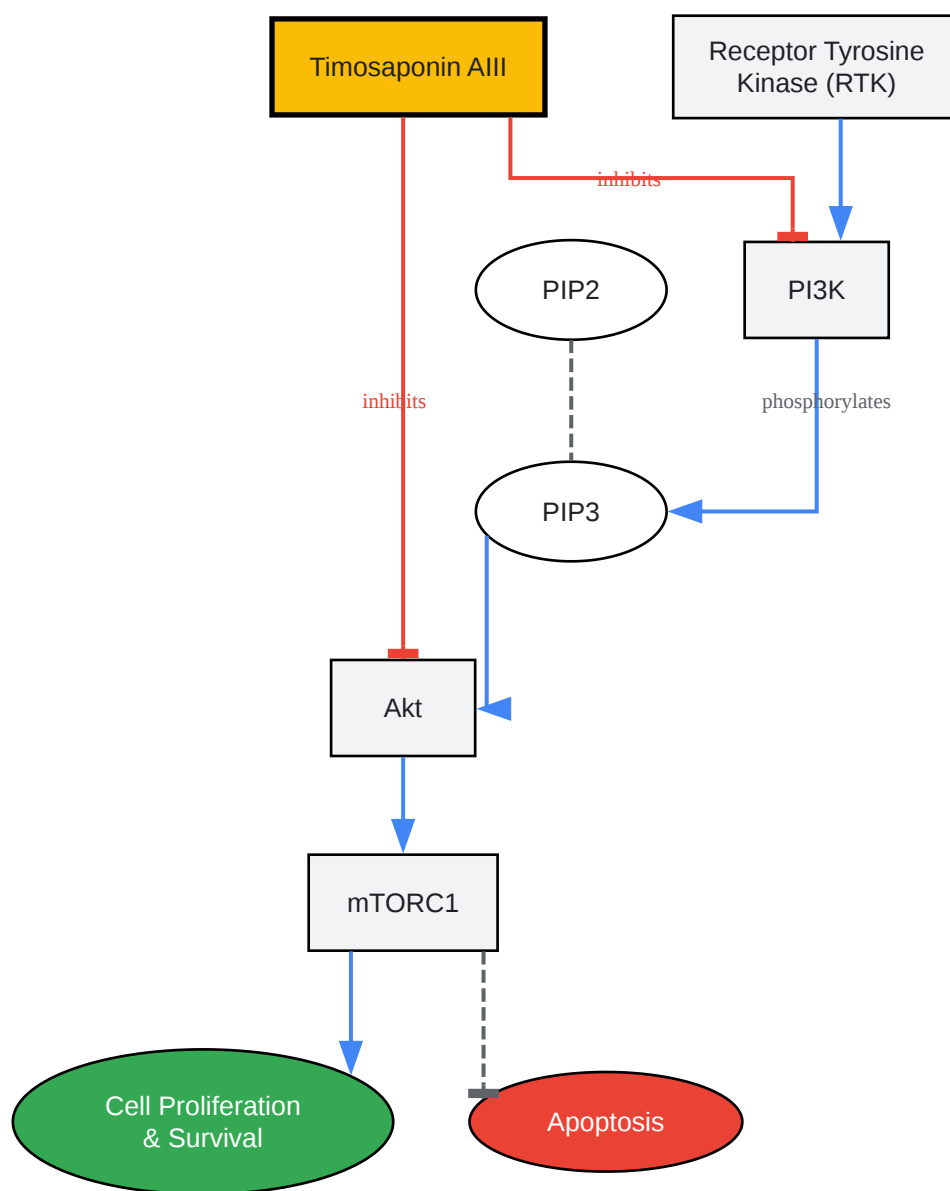 Timosaponin AIII
Receptor Tyrosine
Kinase (RTK)
inhibits
PIP2
PI3K
inhibits
phosphorylates
PIP3
Akt
mTORC1
Cell Proliferation
& Survival
Apoptosis